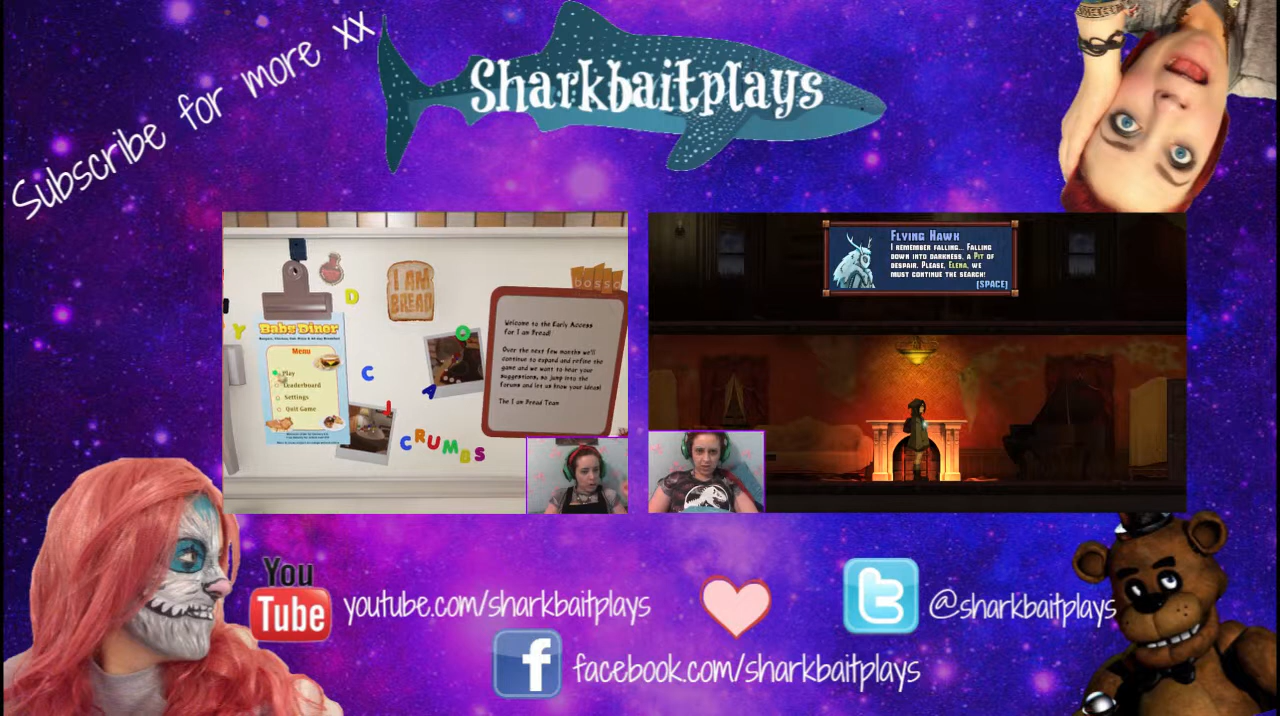 Subscribe for more xx
Sharkbaitplays
I AM
BREAD
bossa
D
Y
O
C
A
I
CRUMBS
Babs Diner
Menu
Play
Leaderboard
Settings
Quit Game
Welcome to the Early Access
for I am Bread!
Over the next few months we'll
continue to expand and refine the
game and we want to hear your
suggestions, so jump into the
forums and let us know your ideas!
The I am Bread Team
Flying Hawk
I remember falling... Falling
down into darkness, a Pit of
despair. Please, Elena, we
must continue the search!
[SPACE]
You
Tube
youtube.com/sharkbaitplays
@sharkbaitplays
facebook.com/sharkbaitplays